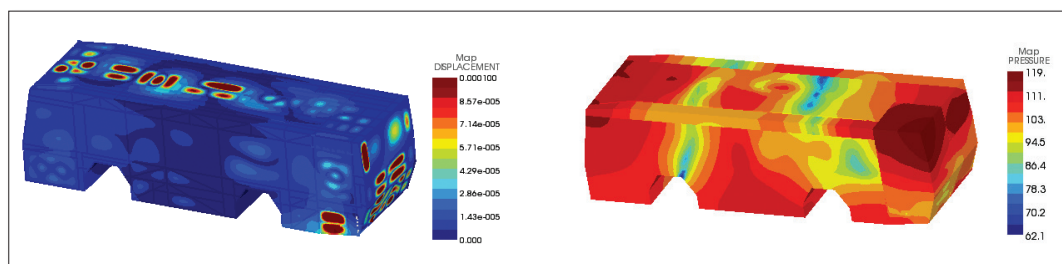 Map
DISPLACEMENT
0.000100
8.57e-005
7.14e-005
5.71e-005
4.29e-005
2.86e-005
1.43e-005
0.000
Map
PRESSURE
119.
111.
103.
94.5
86.4
78.3
70.2
62.1